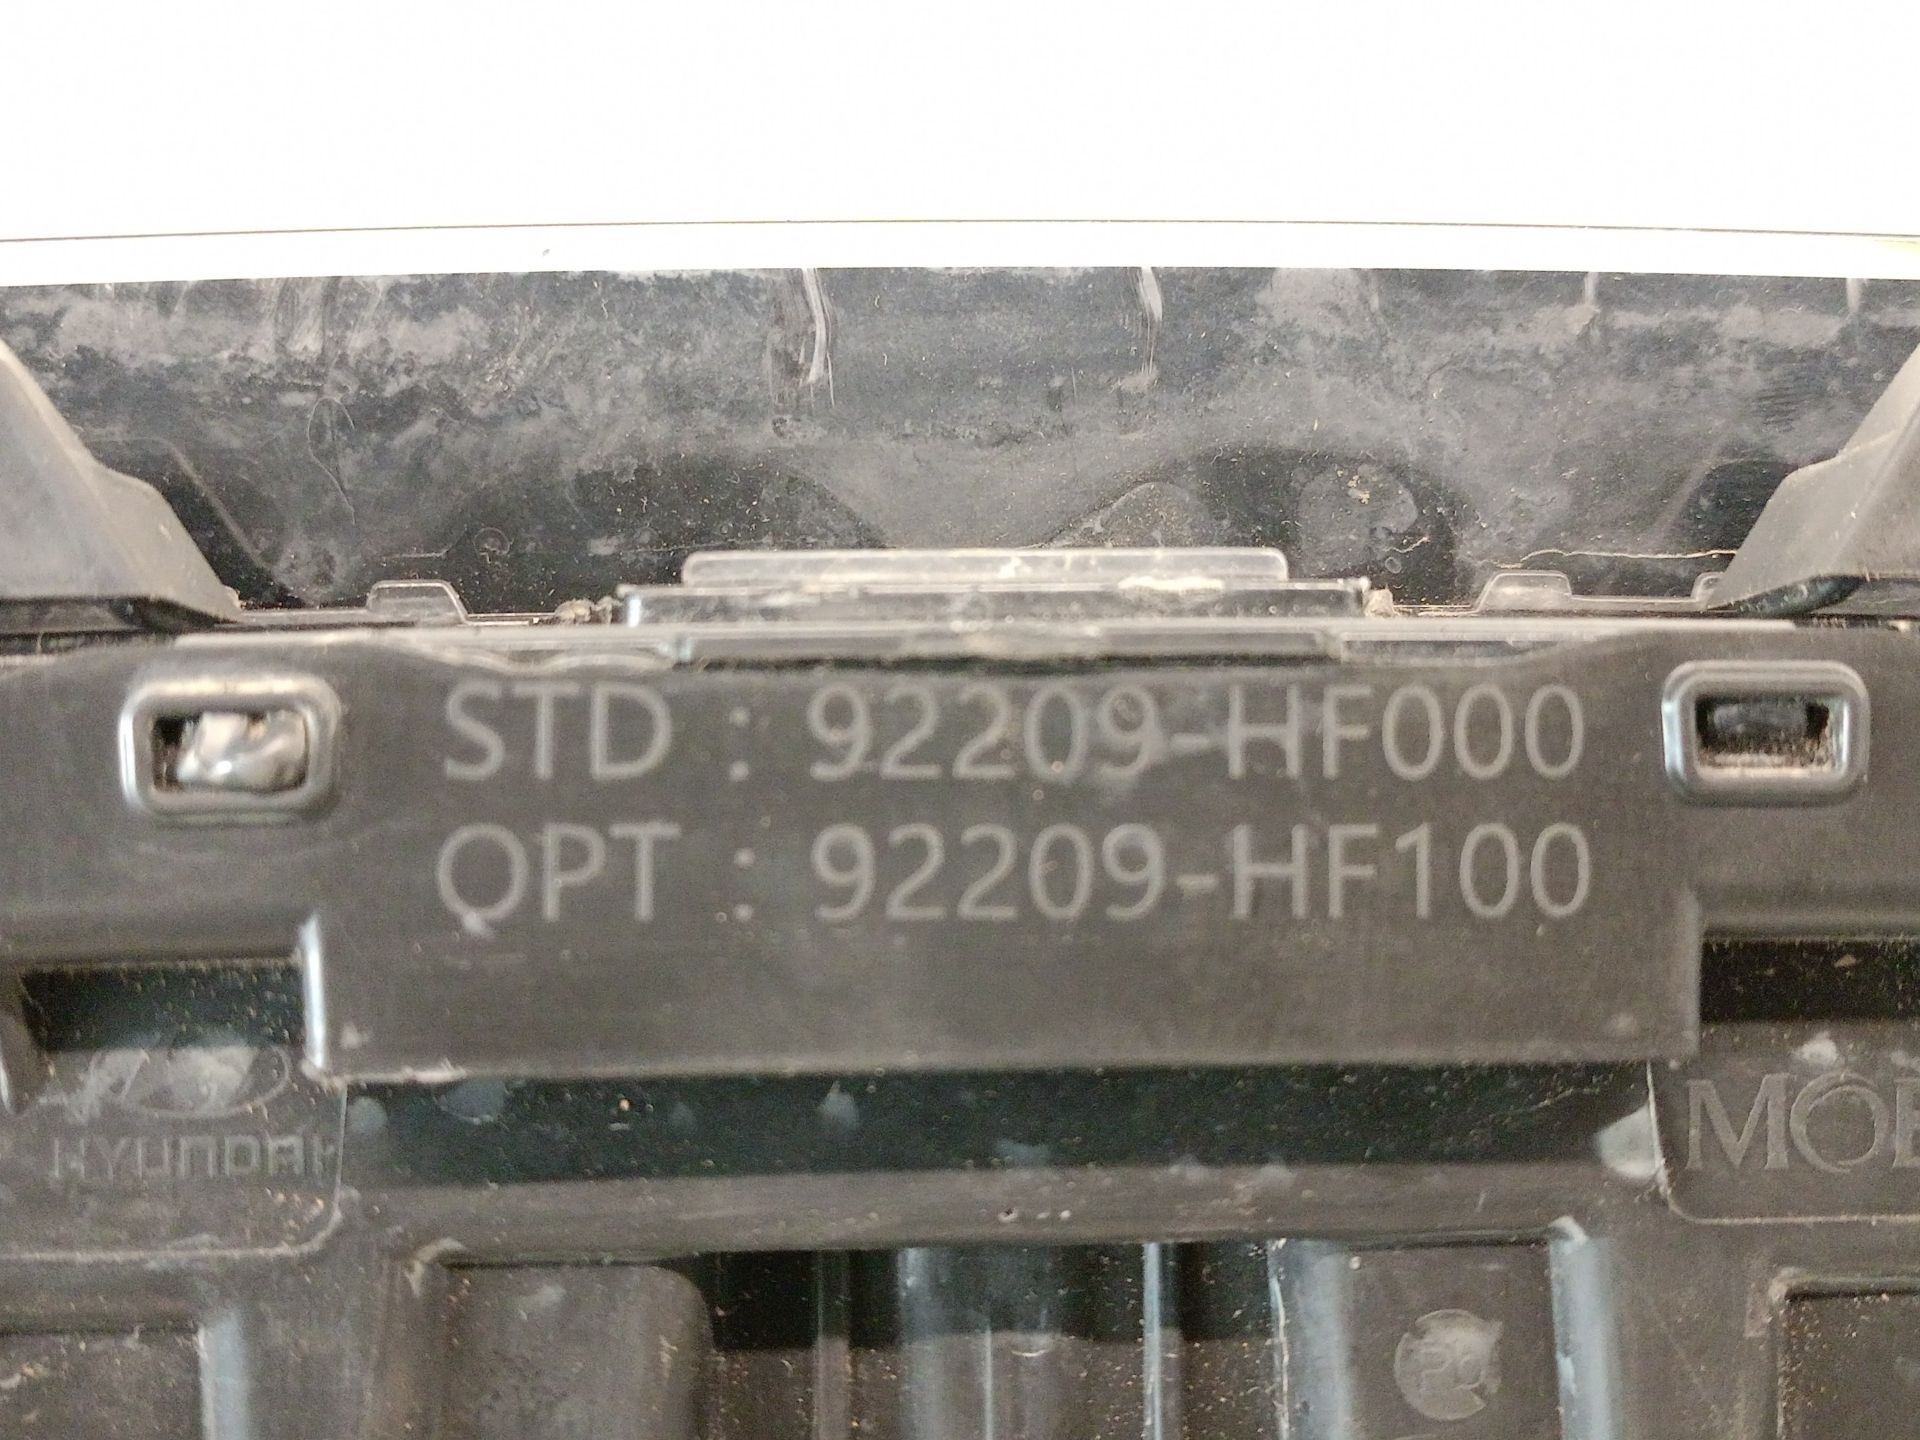 STD : 92209-HF000
OPT : 92209-HF100
HYUNDAI
MOB